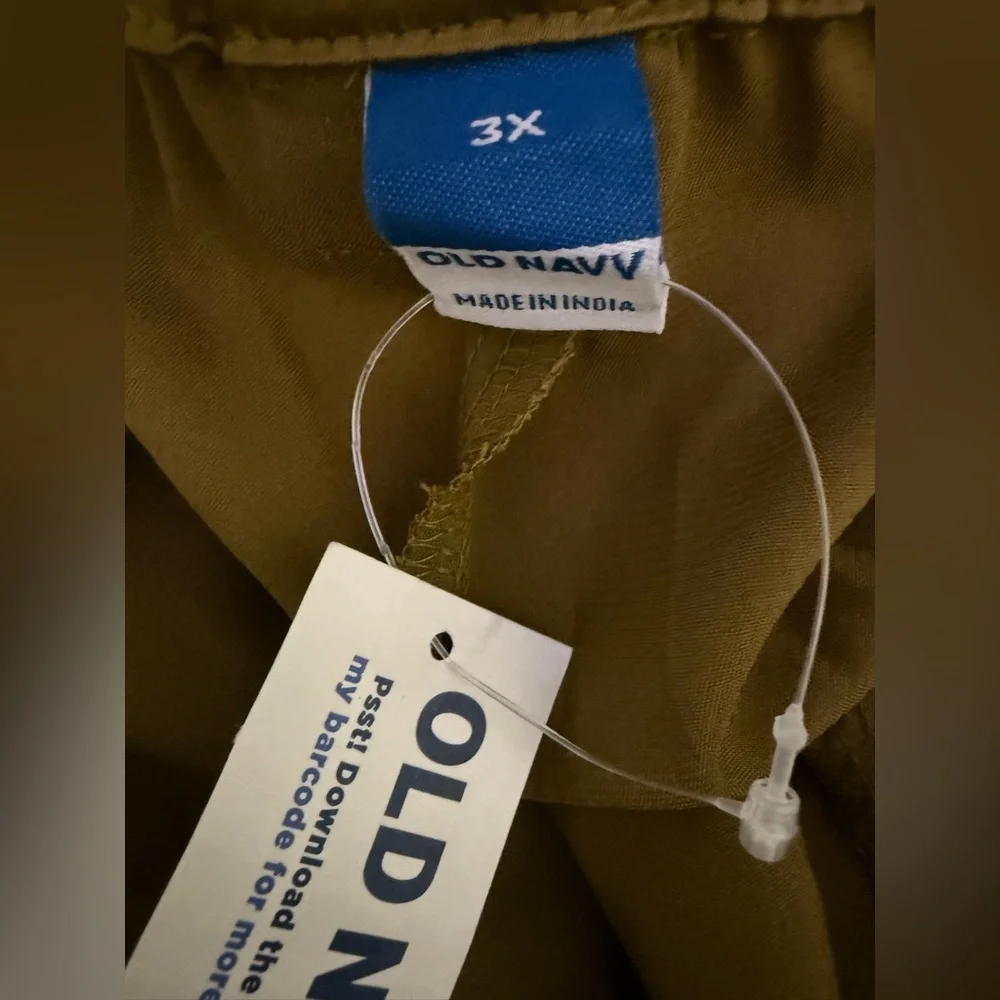 3X
OLD NAVY
MADE IN INDIA
OLD N
Psst! Download the
my barcode for more